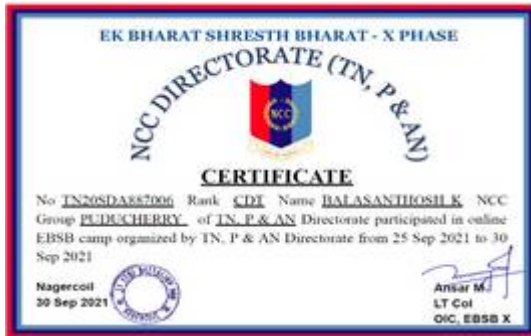 EK BHARAT SHRESTH BHARAT - X PHASE
NCC DIRECTORATE (TN, P & AN)
NCC
CERTIFICATE
No TN20SDA887006 Rank CDT Name BALASANTHOSH K NCC
Group PUDUCHERRY of TN, P & AN Directorate participated in online
EBSB camp organized by TN, P & AN Directorate from 25 Sep 2021 to 30
Sep 2021
Nagercoil
30 Sep 2021
Ansar M
LT Col
OIC, EBSB X